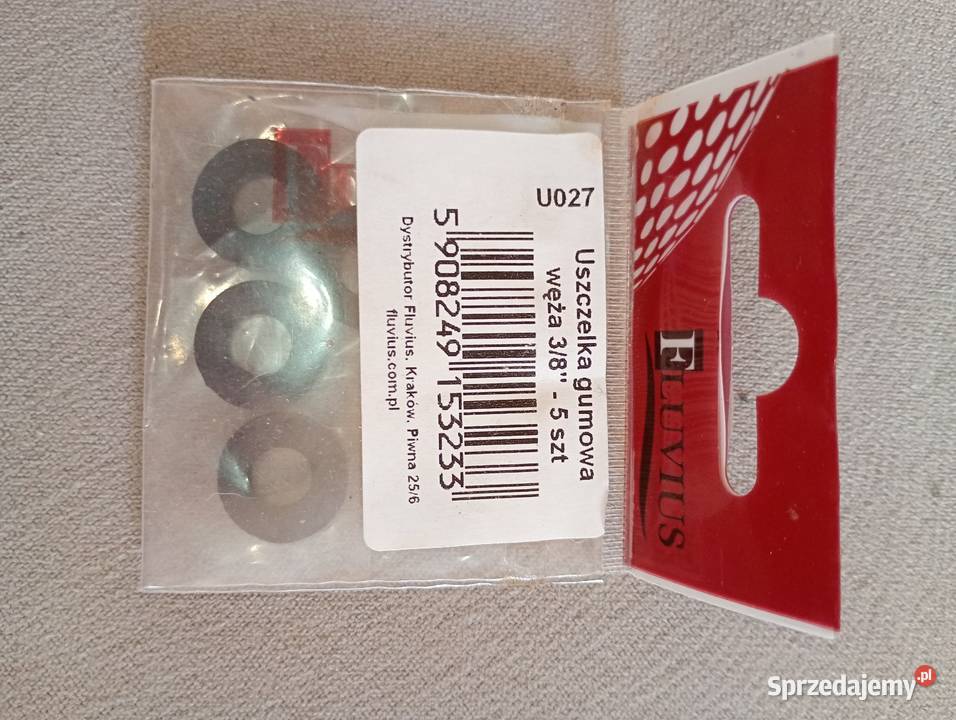 FLUVIUS
U027
Uszczelka gumowa
węża 3/8" - 5 szt
5 908249 153233
Dystrybutor Fluvius. Kraków. Piwna 25/6
fluvius.com.pl
Sprzedajemy.pl